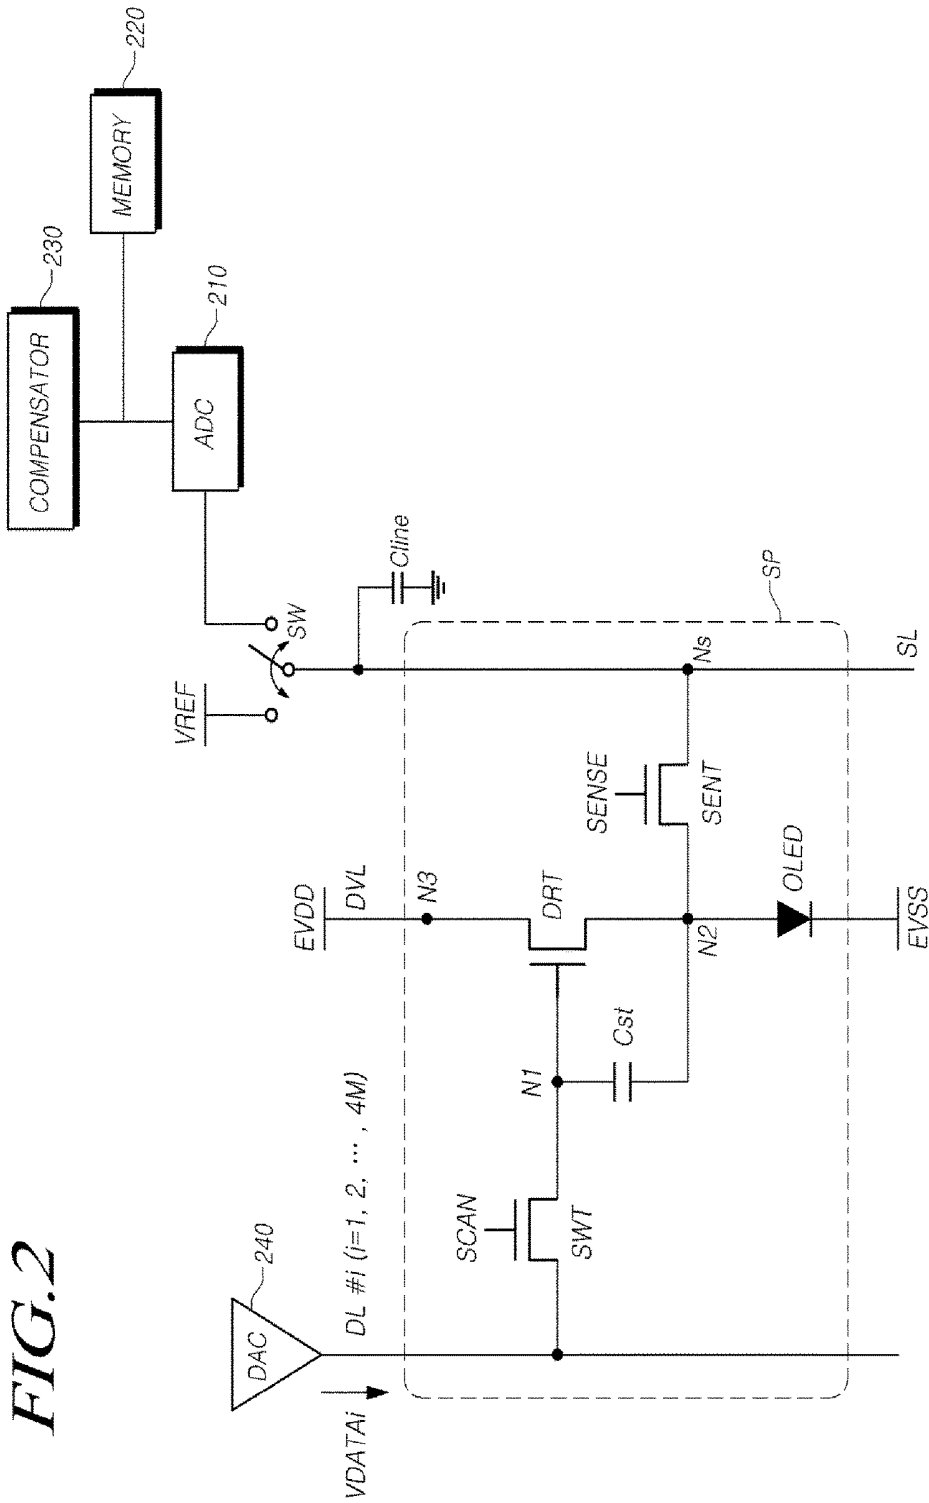 FIG.2
COMPENSATOR
230
MEMORY
220
ADC
210
VREF
SW
Cline
DAC
240
VDATAi
DL #i (i=1, 2, ··· , 4M)
EVDD
DVL
N3
SP
SCAN
SWT
N1
Cst
DRT
N2
SENSE
SENT
Ns
OLED
EVSS
SL